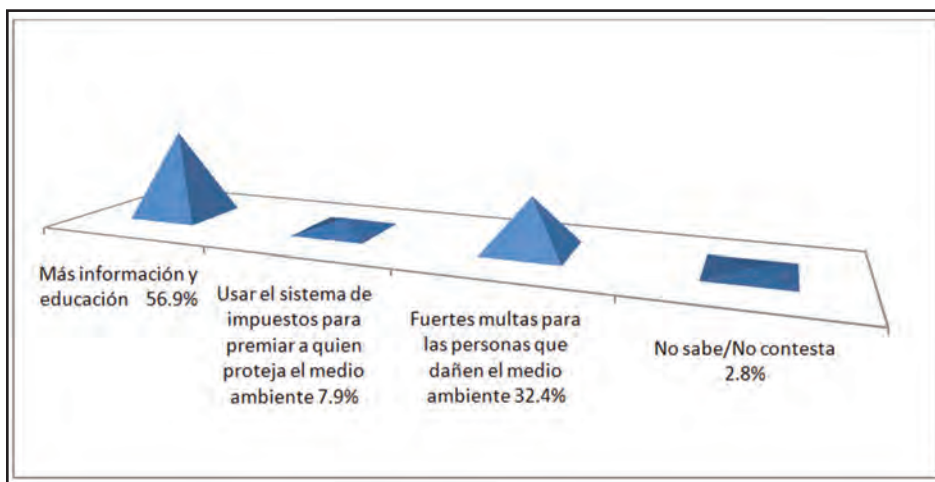 Más información y
educación 56.9%
Usar el sistema de
impuestos para
premiar a quien
proteja el medio
ambiente 7.9%
Fuertes multas para
las personas que
dañen el medio
ambiente 32.4%
No sabe/No contesta
2.8%